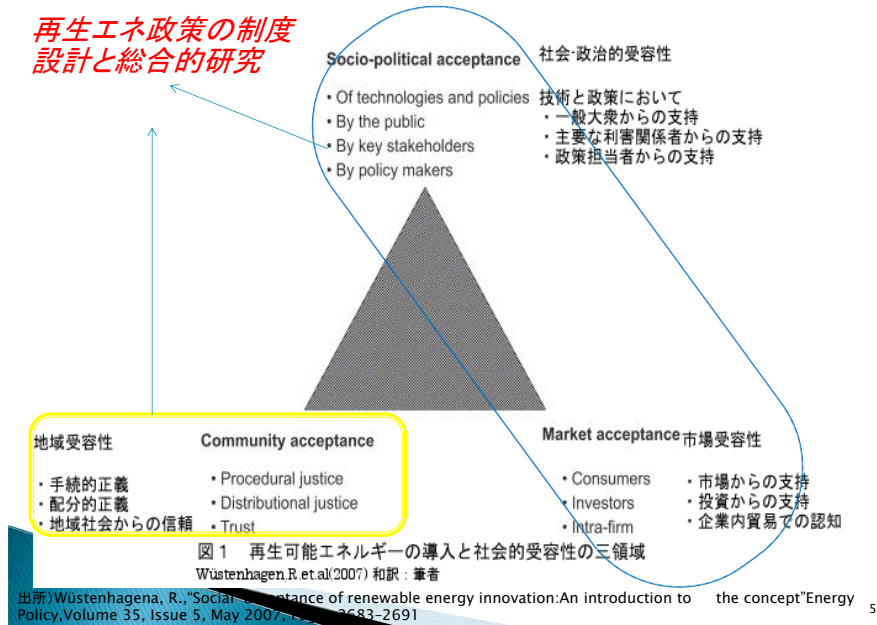 再生エネ政策の制度
設計と総合的研究
Socio-political acceptance
• Of technologies and policies
• By the public
• By key stakeholders
• By policy makers
社会·政治的受容性
技術と政策において
・一般大衆からの支持
・主要な利害関係者からの支持
・政策担当者からの支持
地域受容性
・手続的正義
・配分的正義
・地域社会からの信頼
Community acceptance
• Procedural justice
• Distributional justice
• Trust
Market acceptance
• Consumers
• Investors
• Intra-firm
市場受容性
・市場からの支持
・投資からの支持
・企業内貿易での認知
図1 再生可能エネルギーの導入と社会的受容性の三領域
Wüstenhagen,R.et.al(2007) 和訳：筆者
出所)Wüstenhagena, R.,“Social acceptance of renewable energy innovation:An introduction to the concept”Energy
Policy,Volume 35, Issue 5, May 2007, 2683-2691
5